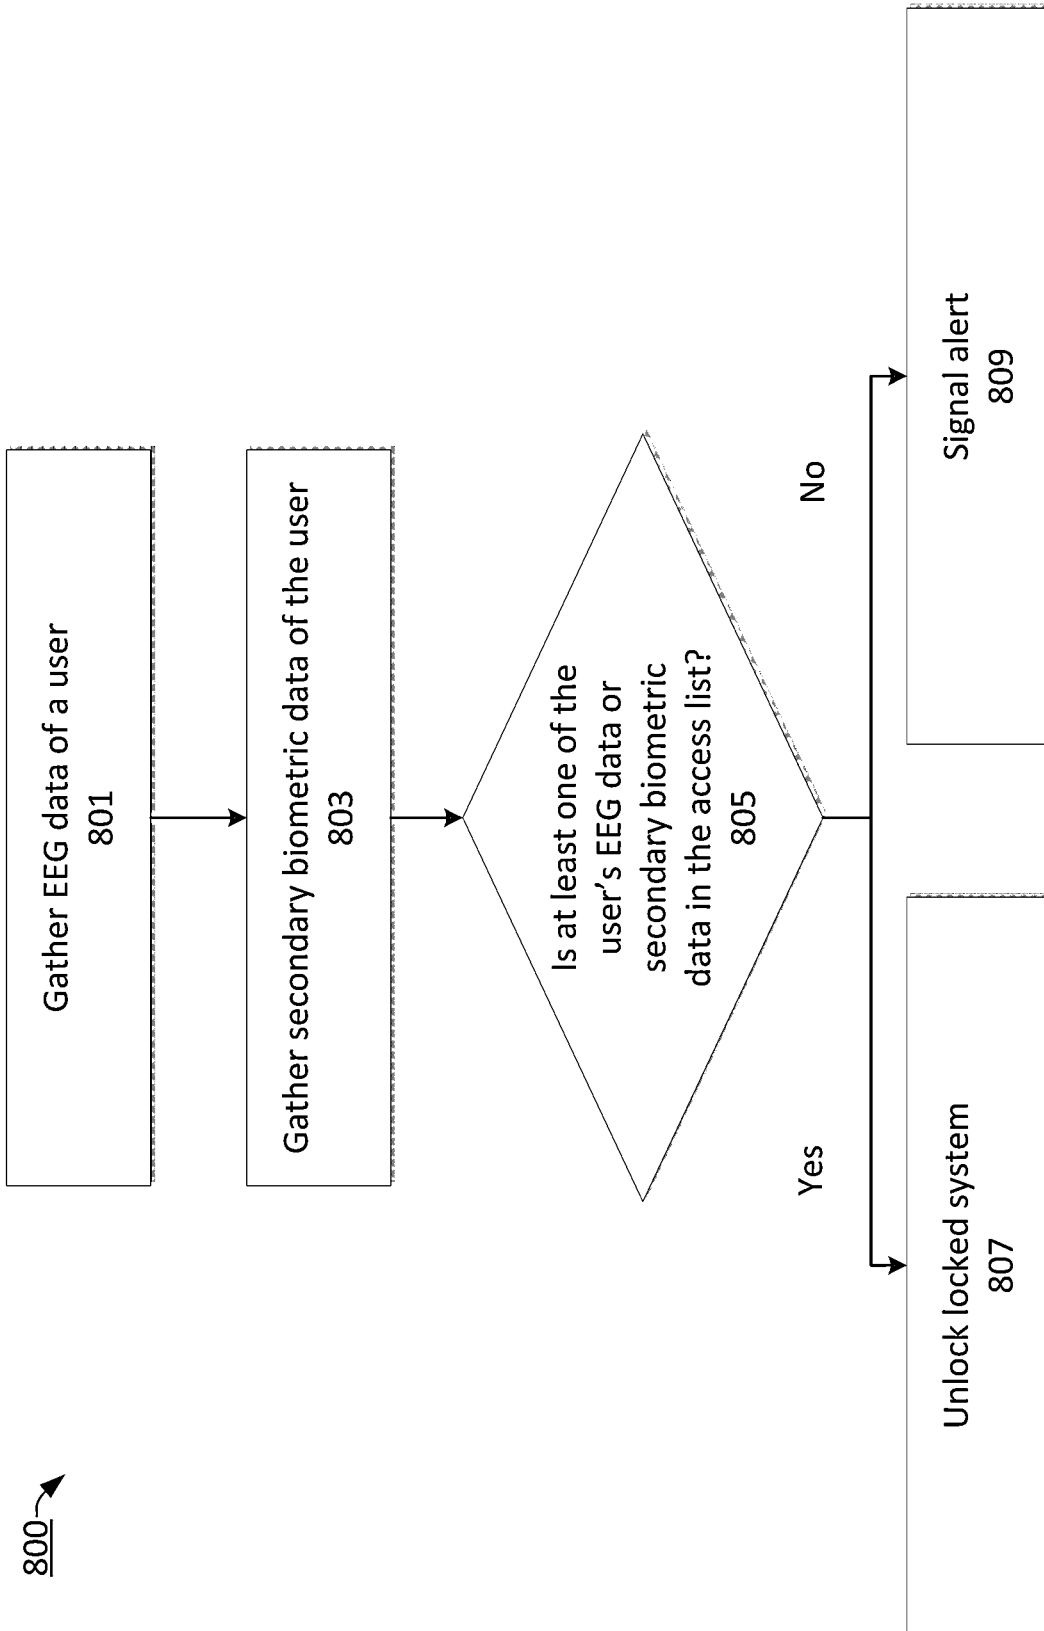 800
Gather EEG data of a user
801
Gather secondary biometric data of the user
803
Is at least one of the
user’s EEG data or
secondary biometric
data in the access list?
805
Yes
No
Unlock locked system
807
Signal alert
809